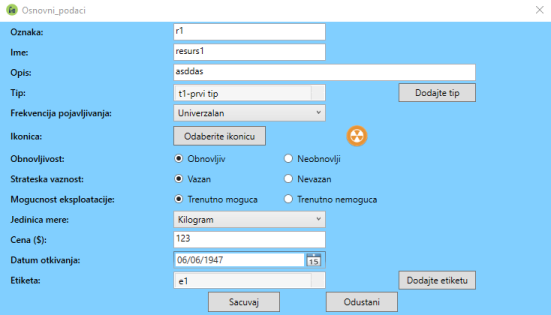 Osnovni_podaci
Oznaka: r1
Ime: resurs1
Opis: asddas
Tip: t1-prvi tip Dodajte tip
Frekvencija pojavljivanja: Univerzalan
Ikonica: Odaberite ikonicu
Obnovljivost: Obnovljiv Neobnovlji
Strateska vaznost: Vazan Nevazan
Mogucnost eksploatacije: Trenutno moguca Trenutno nemoguca
Jedinica mere: Kilogram
Cena ($): 123
Datum otkivanja: 06/06/1947 15
Etiketa: e1 Dodajte etiketu
Sacuvaj Odustani